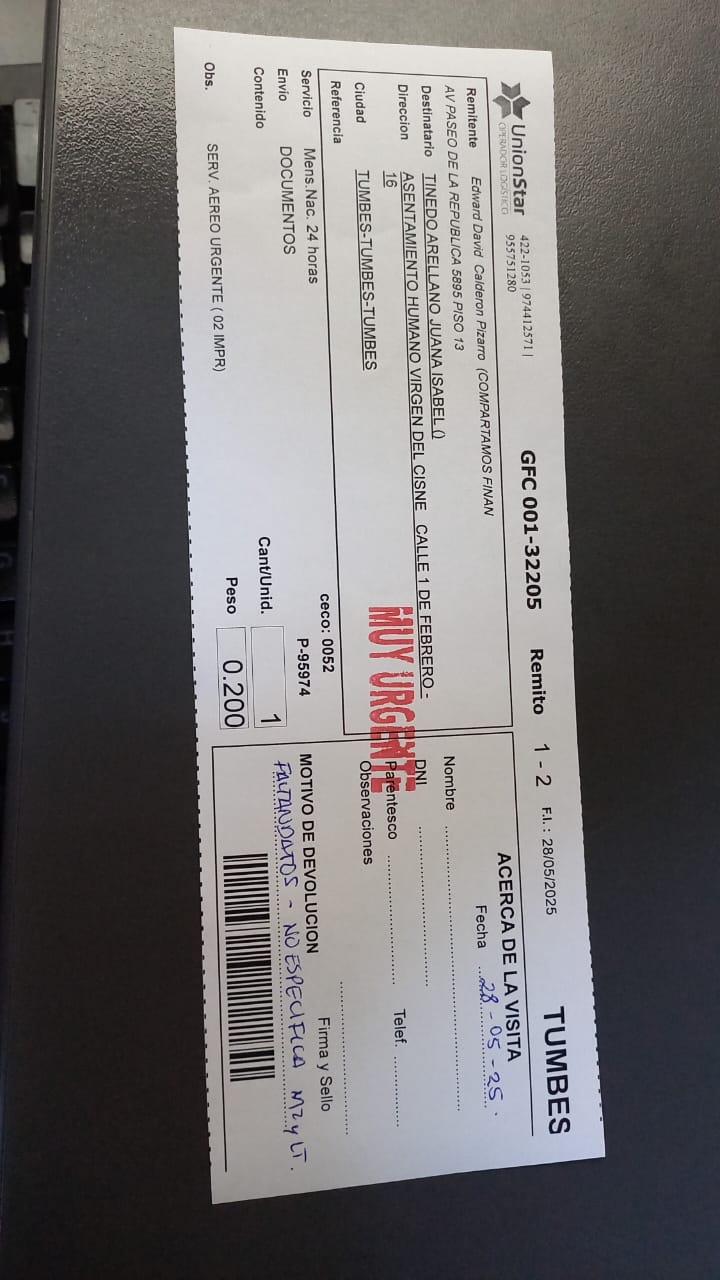 UnionStar 422-1053 | 974412571 |
OPERADOR LOGISTICO 955751280
GFC 001-32205 Remito 1 - 2 F.I.: 28/05/2025 TUMBES
Remitente Edward David Calderon Pizarro (COMPARTAMOS FINAN
AV PASEO DE LA REPUBLICA 5895 PISO 13
Destinatario TINEDO ARELLANO JUANA ISABEL ()
Direccion ASENTAMIENTO HUMANO VIRGEN DEL CISNE CALLE 1 DE FEBRERO -
16
Ciudad TUMBES-TUMBES-TUMBES
Referencia
MUY URGENTE
Servicio Mens.Nac. 24 horas
Envio DOCUMENTOS
Contenido
Obs. SERV. AEREO URGENTE ( 02 IMPR)
ceco: 0052
P-95974
Cant/Unid. 1
Peso 0.200
ACERCA DE LA VISITA
Fecha ...28-05-25.
Nombre
DNI
Parentesco Telef.
Observaciones
Firma y Sello
MOTIVO DE DEVOLUCION
FALTAN DATOS - NO ESPECIFICA MZ y LT.